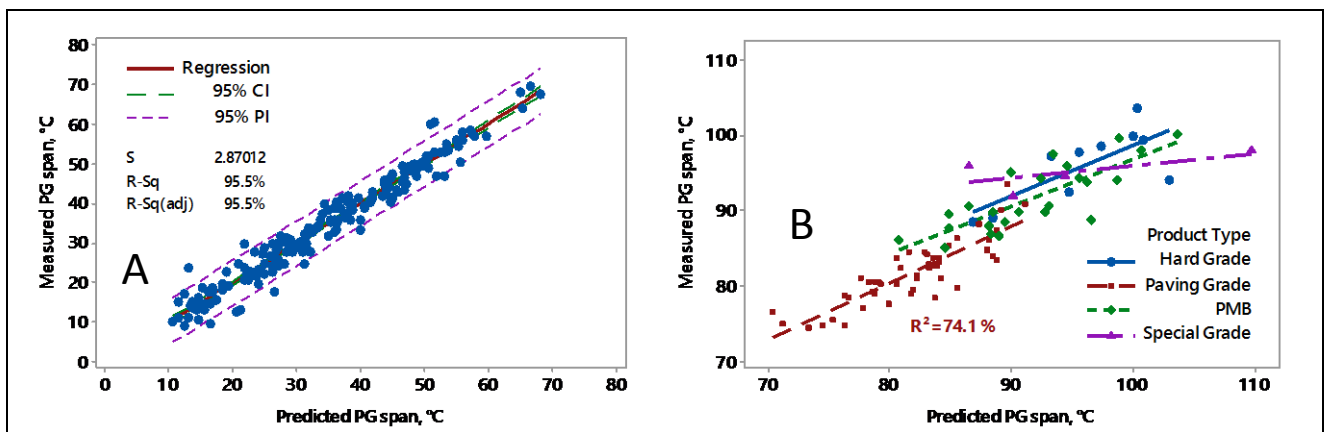 Measured PG span, °C
80
70
60
50
40
30
20
10
0
Regression
95% CI
95% PI
S 2.87012
R-Sq 95.5%
R-Sq(adj) 95.5%
A
0 10 20 30 40 50 60 70 80
Predicted PG span, °C
Measured PG span, °C
110
100
90
80
70
B
Product Type
Hard Grade
Paving Grade
PMB
Special Grade
R²=74.1 %
70 80 90 100 110
Predicted PG span, °C